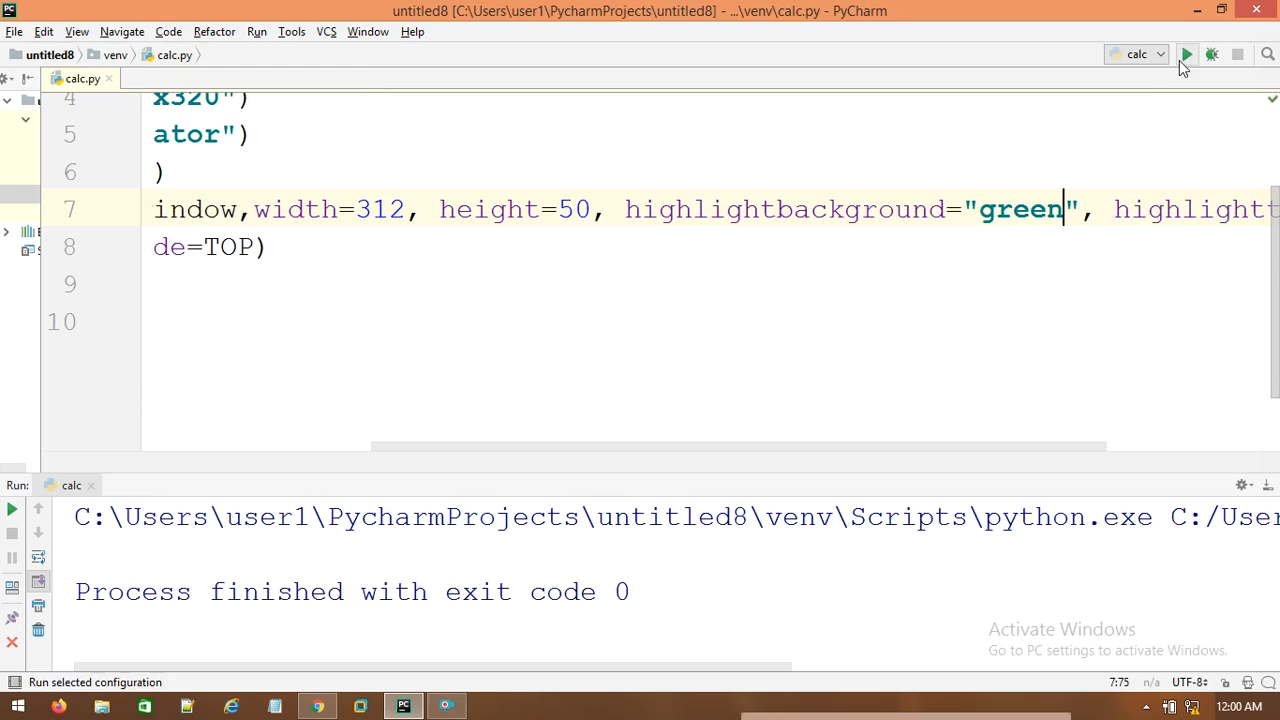 untitled8 [C:\Users\user1\PycharmProjects\untitled8] - ...\venv\calc.py - PyCharm
File Edit View Navigate Code Refactor Run Tools VCS Window Help
untitled8 venv calc.py calc
calc.py
4 x320")
5 ator")
6 )
7 indow,width=312, height=50, highlightbackground="green", highlightt
8 de=TOP)
9
10
Run: calc
C:\Users\user1\PycharmProjects\untitled8\venv\Scripts\python.exe C:/User
Process finished with exit code 0
Activate Windows
Go to PC settings to activate Windows.
Run selected configuration 7:75 n/a UTF-8
12:00 AM